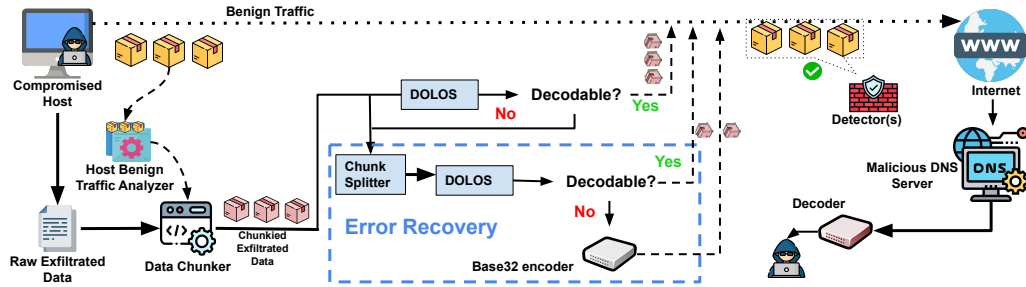 Benign Traffic
Compromised
Host
WWW
Internet
DOLOS
Decodable?
Yes
No
Detector(s)
Host Benign
Traffic Analyzer
Chunk
Splitter
DOLOS
Decodable?
Yes
No
Malicious DNS
Server
DNS
</>
Chunkied
Exfiltrated
Data
Error Recovery
Decoder
Raw Exfiltrated
Data
Data Chunker
Base32 encoder